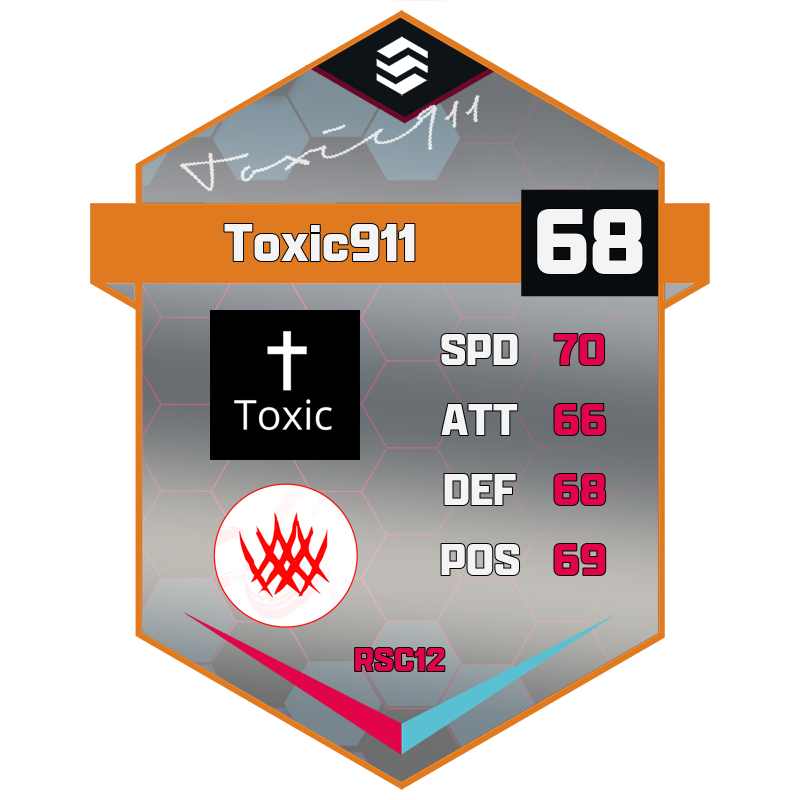 Toxic911
Toxic911
68
Toxic
SPD 70
ATT 66
DEF 68
POS 69
RSC12